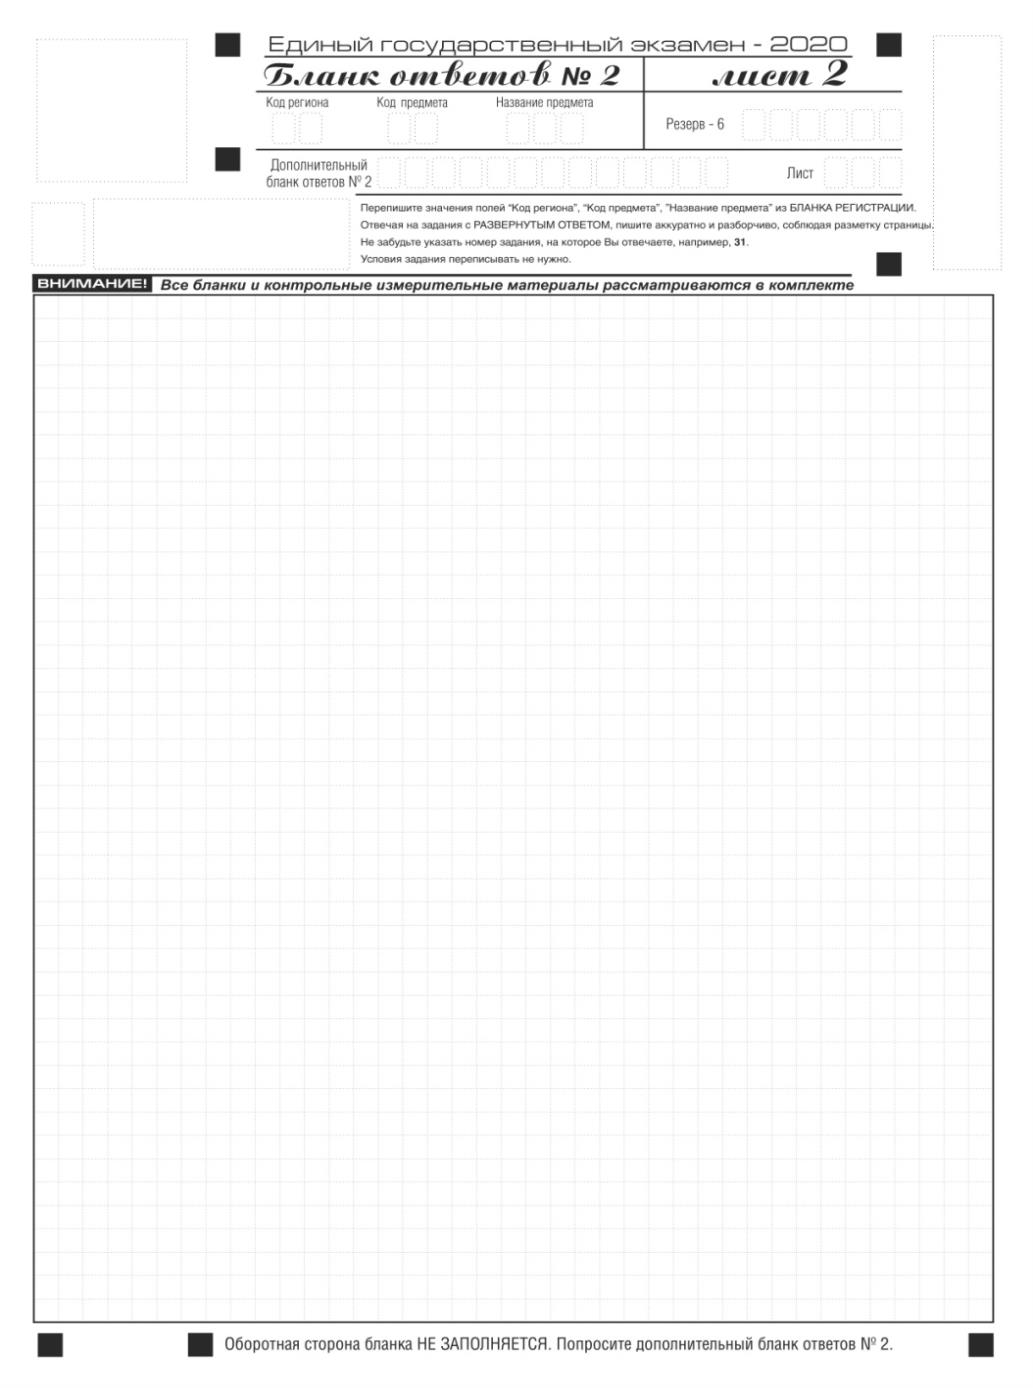 Единый государственный экзамен - 2020
Бланк ответов № 2
лист 2
Код региона
Код предмета
Название предмета
Резерв - 6
Дополнительный
бланк ответов № 2
Лист
Перепишите значения полей “Код региона”, “Код предмета”, ”Название предмета” из БЛАНКА РЕГИСТРАЦИИ.
Отвечая на задания с РАЗВЕРНУТЫМ ОТВЕТОМ, пишите аккуратно и разборчиво, соблюдая разметку страницы.
Не забудьте указать номер задания, на которое Вы отвечаете, например, 31.
Условия задания переписывать не нужно.
ВНИМАНИЕ! Все бланки и контрольные измерительные материалы рассматриваются в комплекте
Оборотная сторона бланка НЕ ЗАПОЛНЯЕТСЯ. Попросите дополнительный бланк ответов № 2.